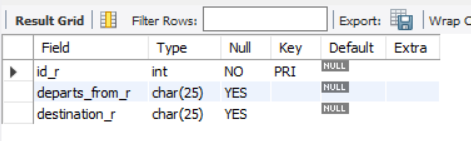 Result Grid Filter Rows: Export: Wrap C
Field Type Null Key Default Extra
id_r int NO PRI NULL
departs_from_r char(25) YES NULL
destination_r char(25) YES NULL